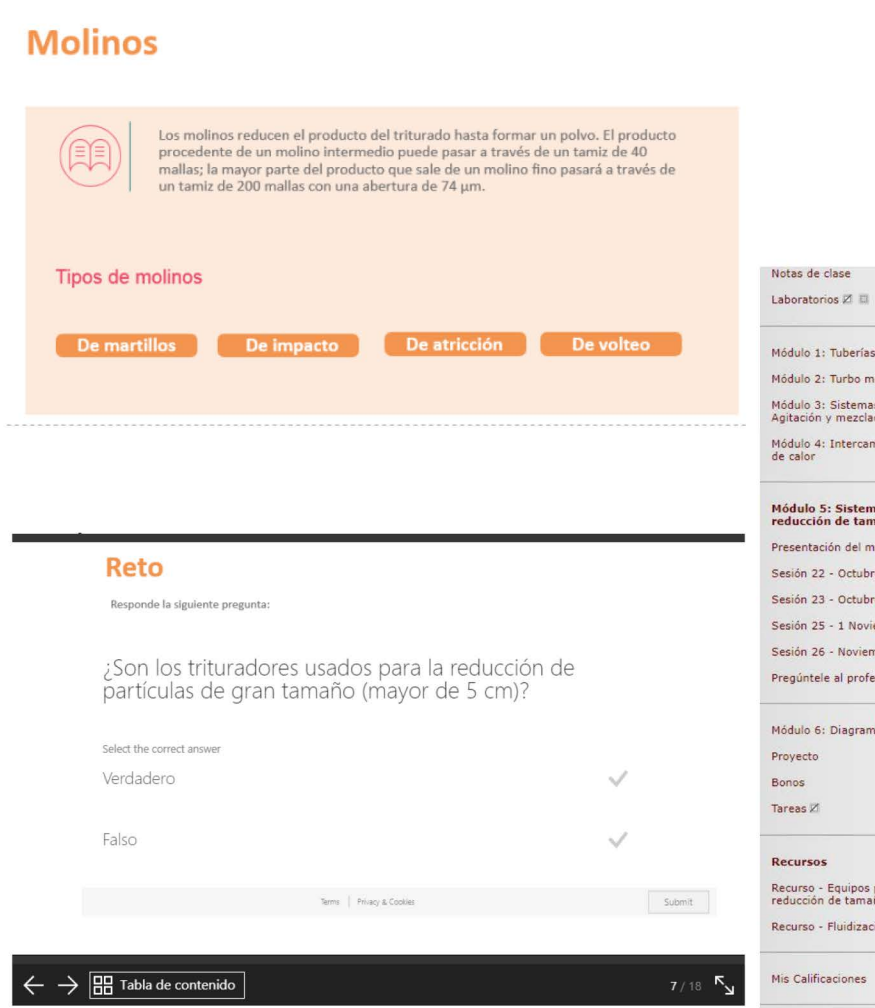 Molinos
Los molinos reducen el producto del triturado hasta formar un polvo. El producto
procedente de un molino intermedio puede pasar a través de un tamiz de 40
mallas; la mayor parte del producto que sale de un molino fino pasará a través de
un tamiz de 200 mallas con una abertura de 74 µm.
Tipos de molinos
De martillos
De impacto
De atricción
De volteo
Reto
Responde la siguiente pregunta:
¿Son los trituradores usados para la reducción de
partículas de gran tamaño (mayor de 5 cm)?
Select the correct answer
Verdadero
Falso
Terms | Privacy & Cookies
Submit
Tabla de contenido
7 / 18
Notas de clase
Laboratorios
Módulo 1: Tuberías
Módulo 2: Turbo m
Módulo 3: Sistema
Agitación y mezcla
Módulo 4: Intercam
de calor
Módulo 5: Sistem
reducción de tam
Presentación del m
Sesión 22 - Octubr
Sesión 23 - Octubr
Sesión 25 - 1 Novi
Sesión 26 - Noviem
Pregúntele al profe
Módulo 6: Diagram
Proyecto
Bonos
Tareas
Recursos
Recurso - Equipos
reducción de tama
Recurso - Fluidizac
Mis Calificaciones